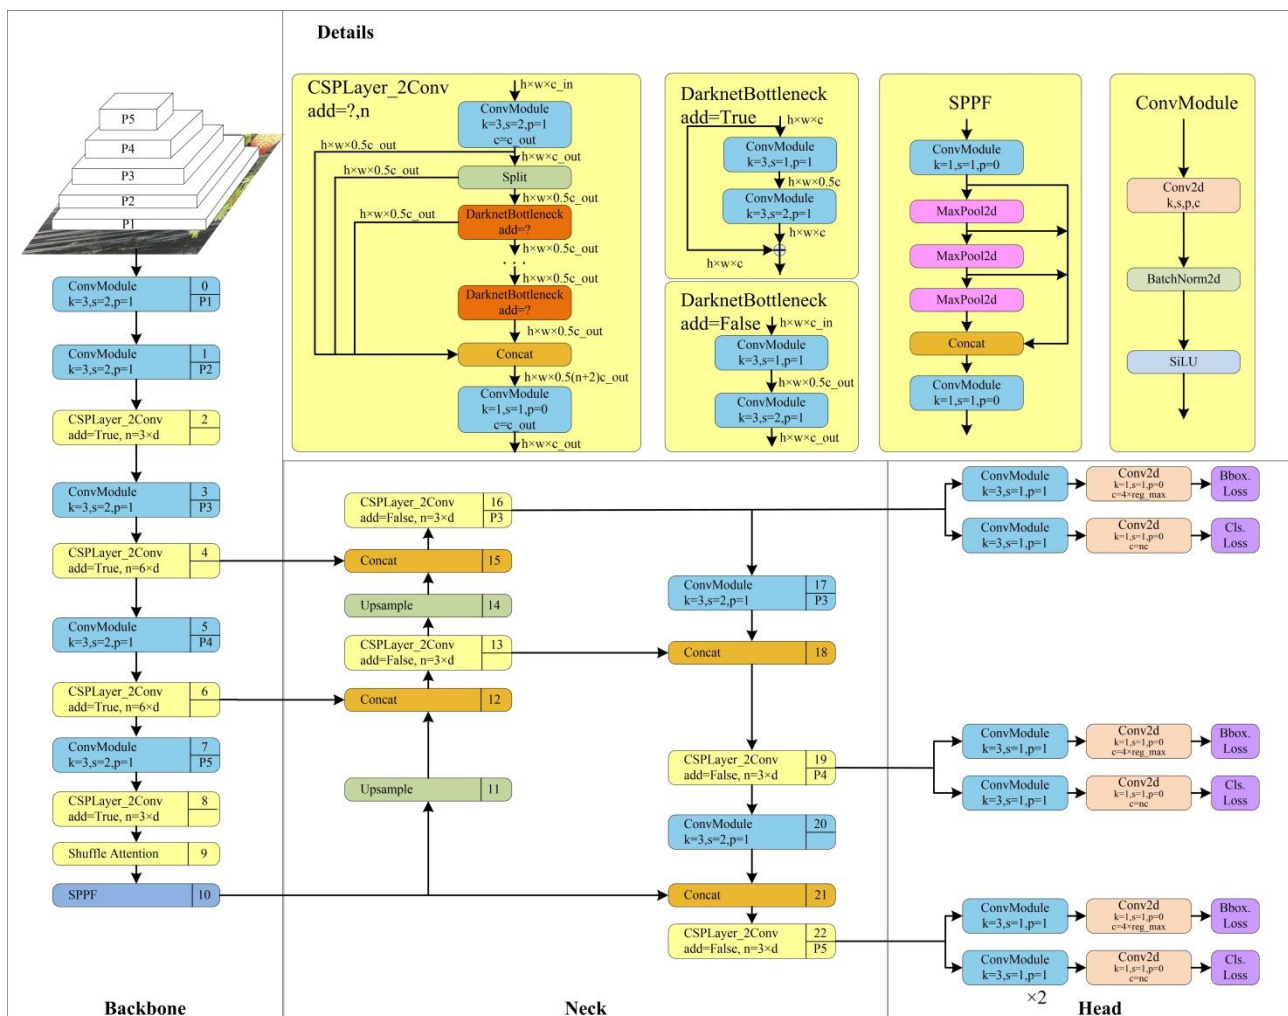 Details
P5
P4
P3
P2
P1
ConvModule
k=3,s=2,p=1
0
P1
ConvModule
k=3,s=2,p=1
1
P2
CSPLayer_2Conv
add=True, n=3×d
2
ConvModule
k=3,s=2,p=1
3
P3
CSPLayer_2Conv
add=True, n=6×d
4
ConvModule
k=3,s=2,p=1
5
P4
CSPLayer_2Conv
add=True, n=6×d
6
ConvModule
k=3,s=2,p=1
7
P5
CSPLayer_2Conv
add=True, n=3×d
8
Shuffle Attention
9
SPPF
10
Backbone
CSPLayer_2Conv
add=?,n
h×w×c_in
ConvModule
k=3,s=2,p=1
c=c_out
h×w×0.5c_out
h×w×c_out
h×w×0.5c_out
Split
h×w×0.5c_out
h×w×0.5c_out
DarknetBottleneck
add=?
h×w×0.5c_out
. . .
h×w×0.5c_out
DarknetBottleneck
add=?
h×w×0.5c_out
Concat
h×w×0.5(n+2)c_out
ConvModule
k=1,s=1,p=0
c=c_out
h×w×c_out
DarknetBottleneck
add=True
h×w×c
ConvModule
k=3,s=1,p=1
h×w×0.5c
ConvModule
k=3,s=2,p=1
h×w×c
h×w×c
DarknetBottleneck
add=False
h×w×c_in
ConvModule
k=3,s=1,p=1
h×w×0.5c_out
ConvModule
k=3,s=2,p=1
h×w×c_out
SPPF
ConvModule
k=1,s=1,p=0
MaxPool2d
MaxPool2d
MaxPool2d
Concat
ConvModule
k=1,s=1,p=0
ConvModule
Conv2d
k,s,p,c
BatchNorm2d
SiLU
CSPLayer_2Conv
add=False, n=3×d
16
P3
Concat
15
Upsample
14
CSPLayer_2Conv
add=False, n=3×d
13
Concat
12
Upsample
11
ConvModule
k=3,s=2,p=1
17
P3
Concat
18
CSPLayer_2Conv
add=False, n=3×d
19
P4
ConvModule
k=3,s=2,p=1
20
Concat
21
CSPLayer_2Conv
add=False, n=3×d
22
P5
Neck
ConvModule
k=3,s=1,p=1
Conv2d
k=1,s=1,p=0
c=4×reg_max
Bbox.
Loss
ConvModule
k=3,s=1,p=1
Conv2d
k=1,s=1,p=0
c=nc
Cls.
Loss
ConvModule
k=3,s=1,p=1
Conv2d
k=1,s=1,p=0
c=4×reg_max
Bbox.
Loss
ConvModule
k=3,s=1,p=1
Conv2d
k=1,s=1,p=0
c=nc
Cls.
Loss
ConvModule
k=3,s=1,p=1
Conv2d
k=1,s=1,p=0
c=4×reg_max
Bbox.
Loss
ConvModule
k=3,s=1,p=1
Conv2d
k=1,s=1,p=0
c=nc
Cls.
Loss
×2
Head